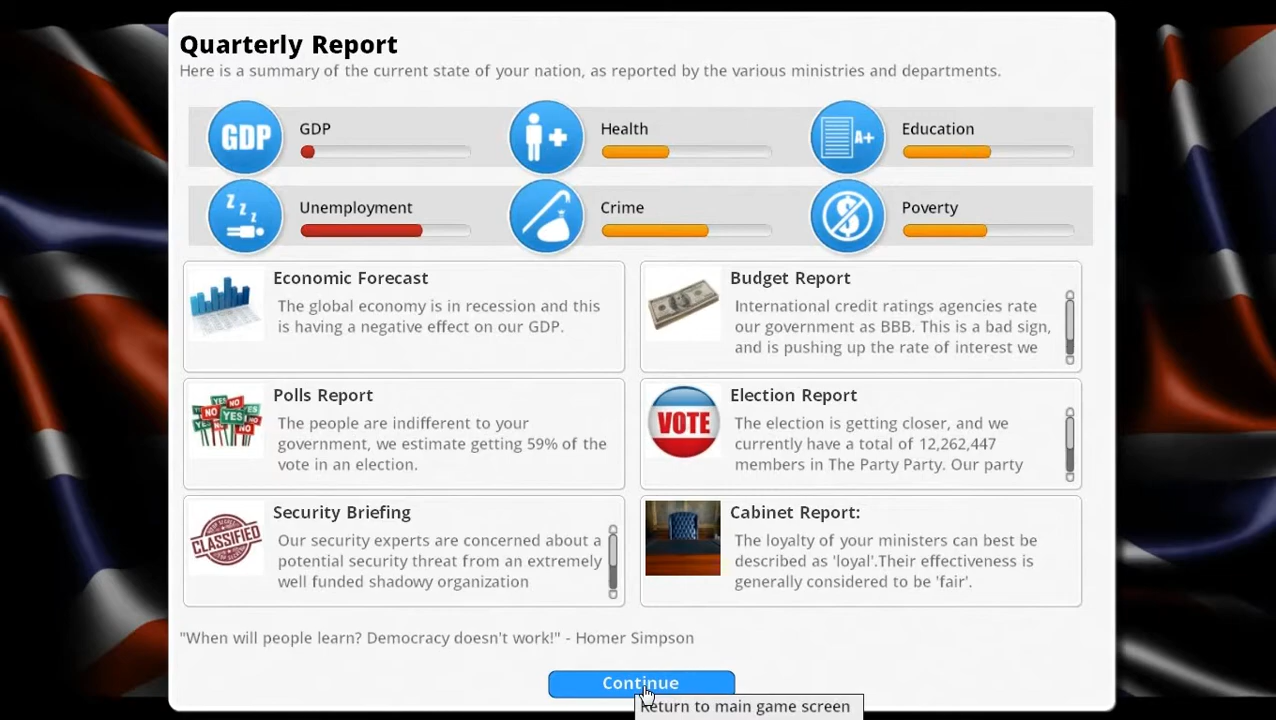 Quarterly Report
Here is a summary of the current state of your nation, as reported by the various ministries and departments.
GDP
GDP
Health
A+
Education
Z Z Z
Unemployment
Crime
$
Poverty
Economic Forecast
The global economy is in recession and this
is having a negative effect on our GDP.
Budget Report
International credit ratings agencies rate
our government as BBB. This is a bad sign,
and is pushing up the rate of interest we
NO YES NO
YES
NO
Polls Report
The people are indifferent to your
government, we estimate getting 59% of the
vote in an election.
VOTE
Election Report
The election is getting closer, and we
currently have a total of 12,262,447
members in The Party Party. Our party
CLASSIFIED
Security Briefing
Our security experts are concerned about a
potential security threat from an extremely
well funded shadowy organization
Cabinet Report:
The loyalty of your ministers can best be
described as 'loyal'.Their effectiveness is
generally considered to be 'fair'.
"When will people learn? Democracy doesn't work!" - Homer Simpson
Continue
Return to main game screen